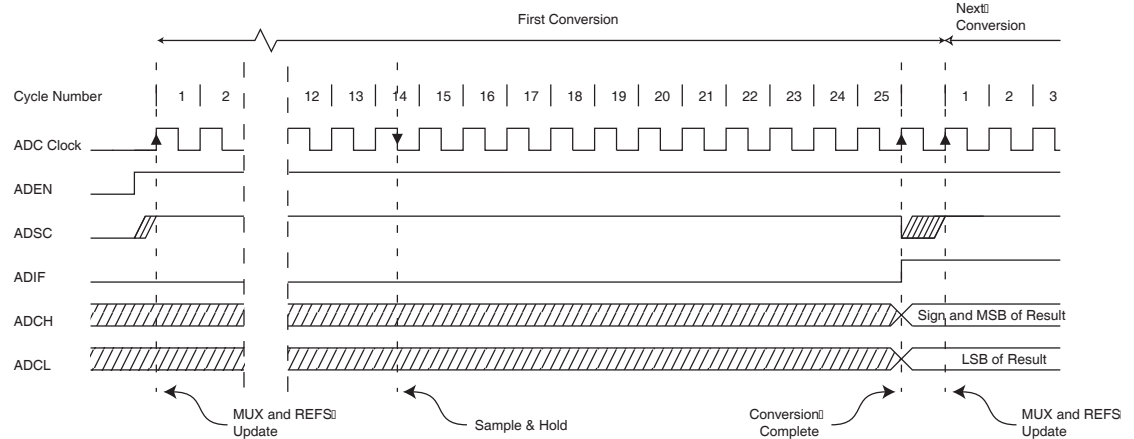 First Conversion
Next
Conversion
Cycle Number 1 2 12 13 14 15 16 17 18 19 20 21 22 23 24 25 1 2 3
ADC Clock
ADEN
ADSC
ADIF
ADCH
Sign and MSB of Result
ADCL
LSB of Result
MUX and REFS
Update
Sample & Hold
Conversion
Complete
MUX and REFS
Update